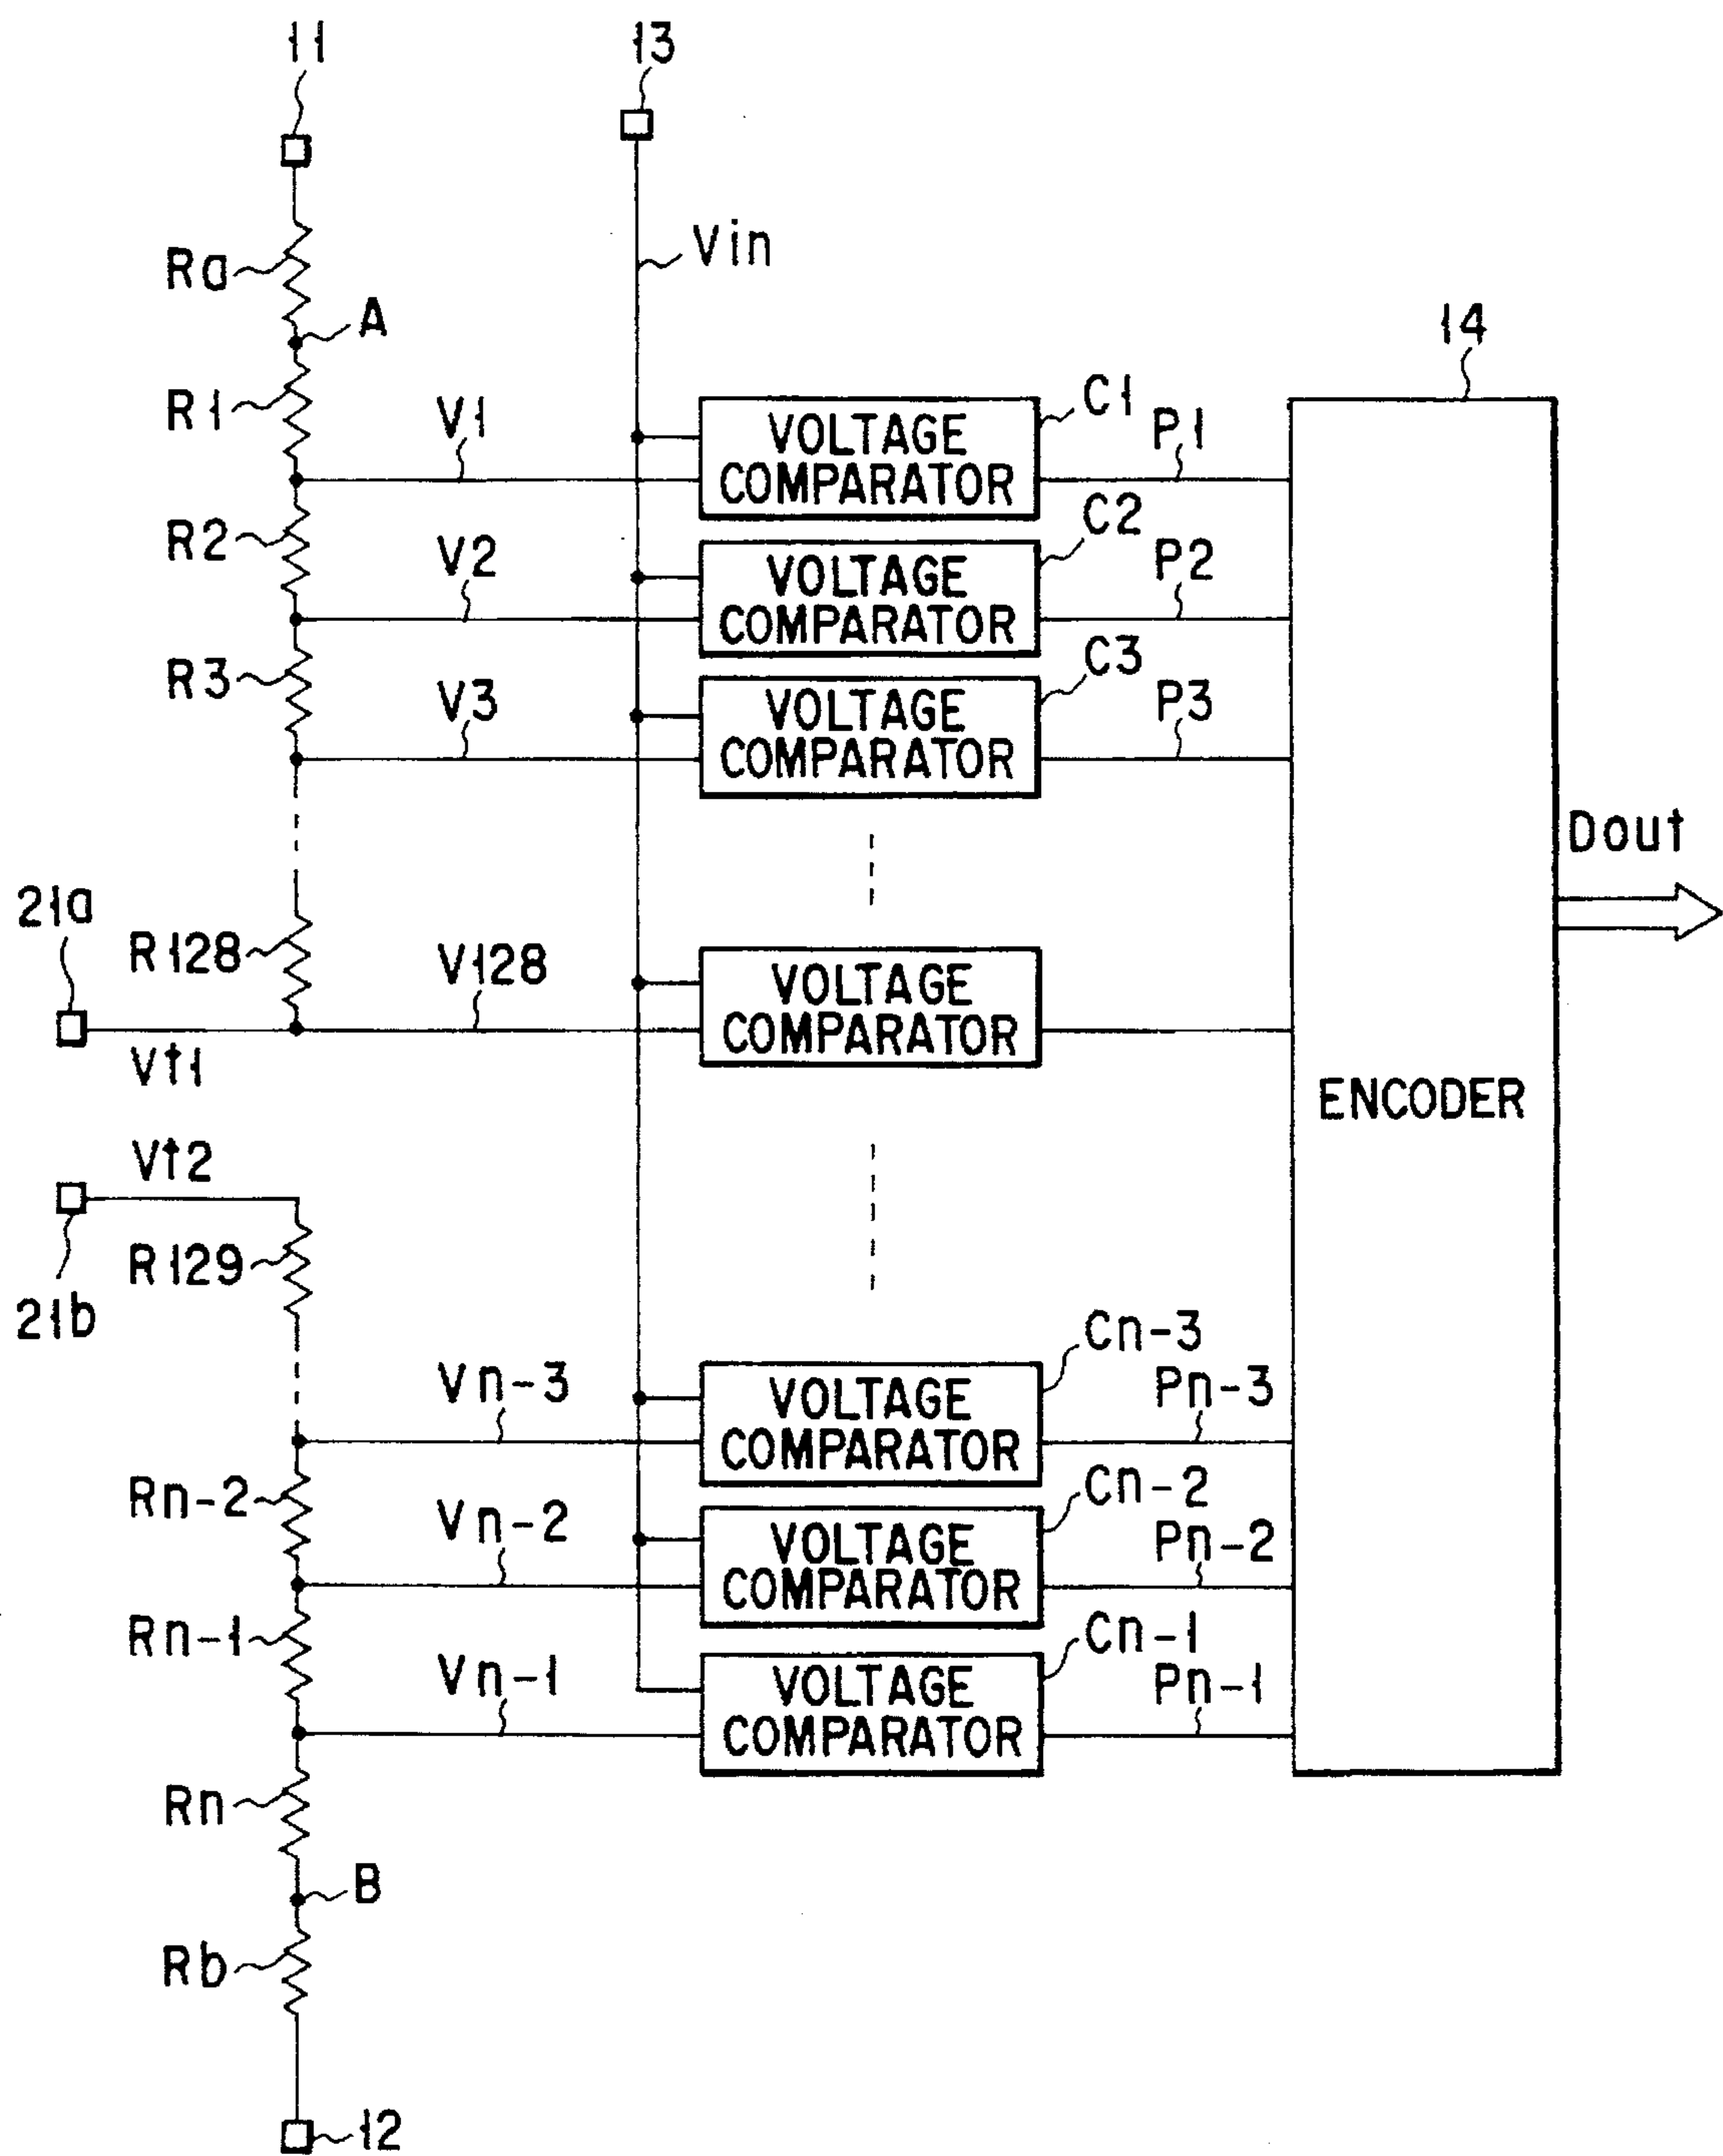 11
13
Ra
Vin
A
14
R1
V1
VOLTAGE
COMPARATOR
C1
P1
R2
V2
VOLTAGE
COMPARATOR
C2
P2
R3
V3
VOLTAGE
COMPARATOR
C3
P3
Dout
21a
R128
V128
VOLTAGE
COMPARATOR
Vt1
ENCODER
Vt2
R129
21b
Vn-3
VOLTAGE
COMPARATOR
Cn-3
Pn-3
Rn-2
Vn-2
VOLTAGE
COMPARATOR
Cn-2
Pn-2
Rn-1
Vn-1
VOLTAGE
COMPARATOR
Cn-1
Pn-1
Rn
B
Rb
12